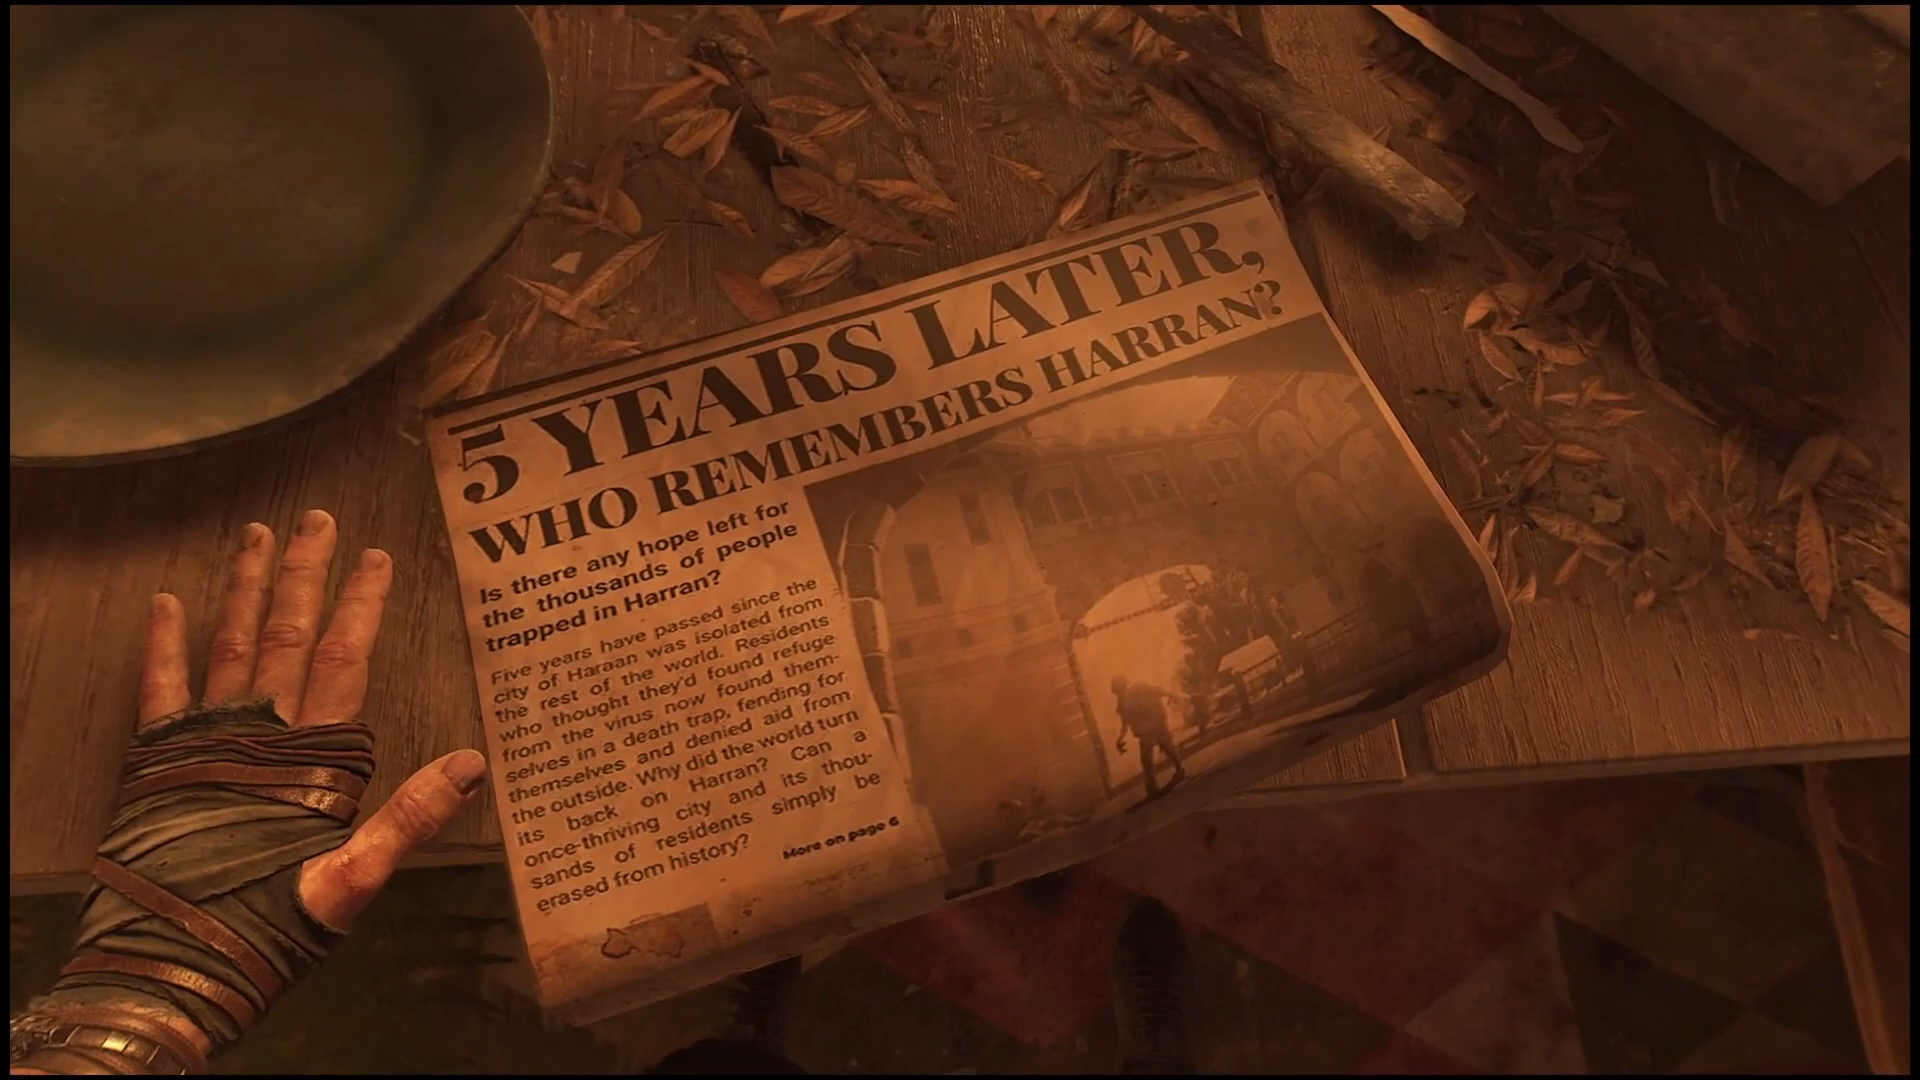 5 YEARS LATER,
WHO REMEMBERS HARRAN?
Is there any hope left for
the thousands of people
trapped in Harran?
Five years have passed since the
city of Haraan was isolated from
the rest of the world. Residents
who thought they'd found refuge
from the virus now found them-
selves in a death trap, fending for
themselves and denied aid from
the outside. Why did the world turn
its back on Harran? Can a
once-thriving city and its thou-
sands of residents simply be
erased from history?
More on page 6